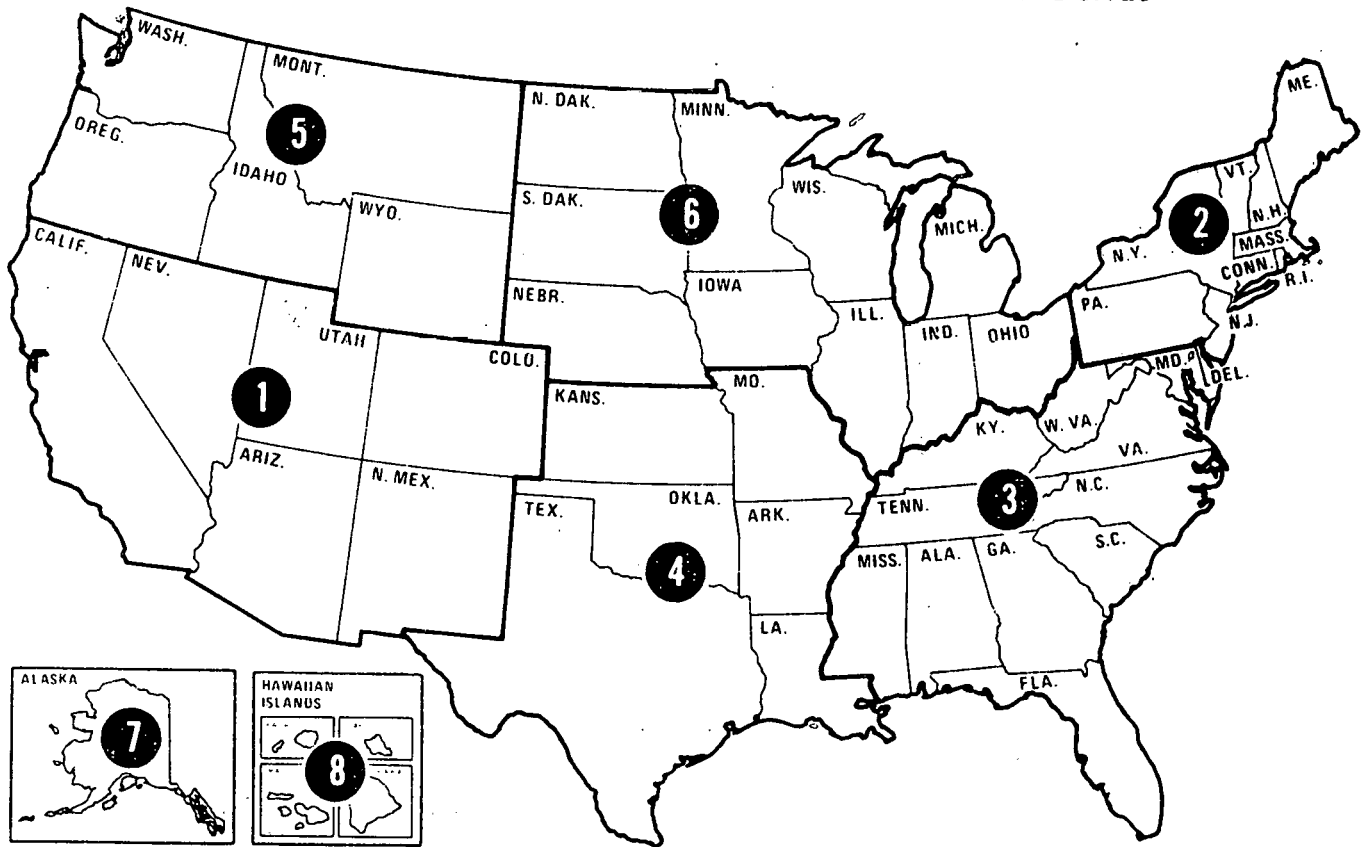 WASH.
MONT.
N. DAK.
MINN.
ME.
OREG.
5
IDAHO
VT.
WIS.
S. DAK.
6
WYO.
MICH.
2
N.H.
CALIF.
NEV.
N.Y.
MASS.
CONN.
R.I.
IOWA
NEBR.
ILL.
PA.
IND.
OHIO
N.J.
UTAH
COLO.
MD.
DEL.
MO.
1
KANS.
KY.
W. VA.
VA.
ARIZ.
N. MEX.
OKLA.
TEX.
ARK.
TENN.
3
N.C.
S.C.
4
MISS.
ALA.
GA.
LA.
FLA.
ALASKA
7
HAWAIIAN
ISLANDS
8